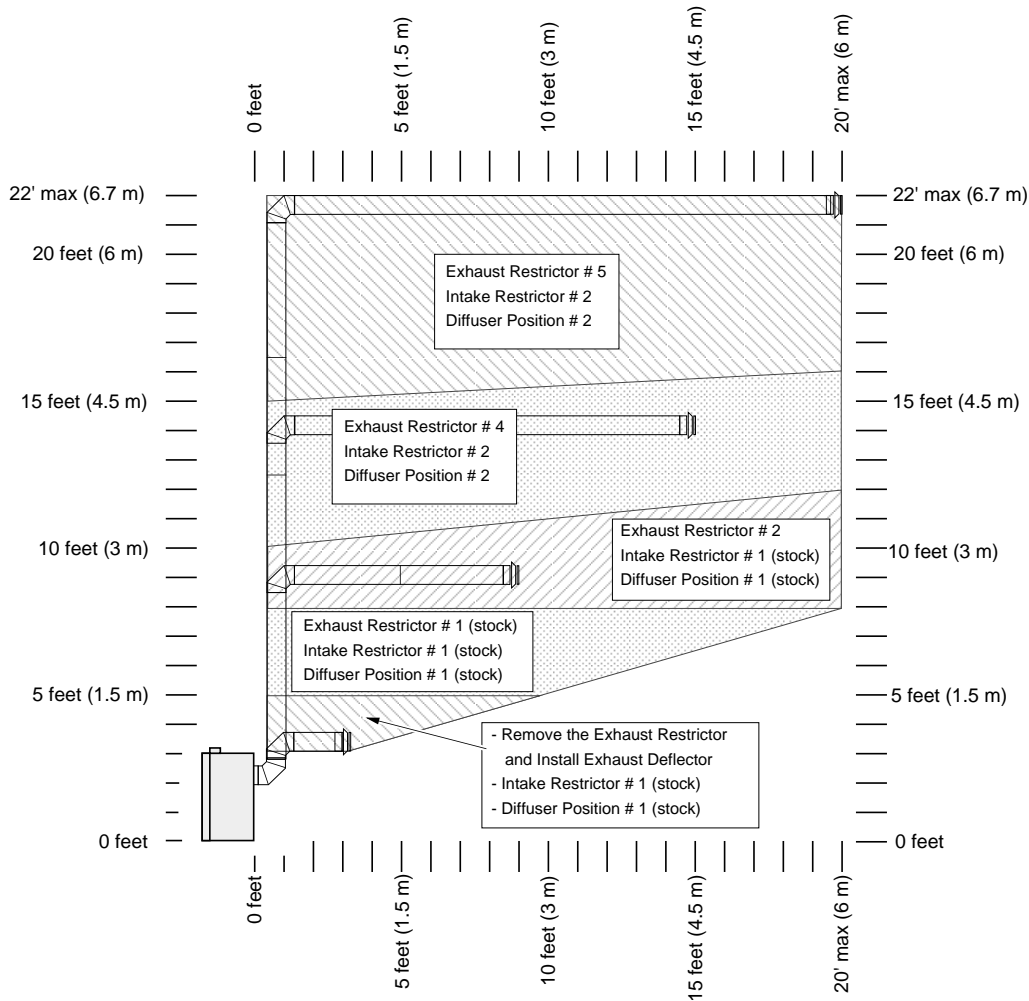 0 feet
5 feet (1.5 m)
10 feet (3 m)
15 feet (4.5 m)
20' max (6 m)
22' max (6.7 m)
22' max (6.7 m)
20 feet (6 m)
20 feet (6 m)
Exhaust Restrictor # 5
Intake Restrictor # 2
Diffuser Position # 2
15 feet (4.5 m)
15 feet (4.5 m)
Exhaust Restrictor # 4
Intake Restrictor # 2
Diffuser Position # 2
10 feet (3 m)
10 feet (3 m)
Exhaust Restrictor # 2
Intake Restrictor # 1 (stock)
Diffuser Position # 1 (stock)
Exhaust Restrictor # 1 (stock)
Intake Restrictor # 1 (stock)
Diffuser Position # 1 (stock)
5 feet (1.5 m)
5 feet (1.5 m)
- Remove the Exhaust Restrictor
and Install Exhaust Deflector
- Intake Restrictor # 1 (stock)
- Diffuser Position # 1 (stock)
0 feet
0 feet
0 feet
5 feet (1.5 m)
10 feet (3 m)
15 feet (4.5 m)
20' max (6 m)